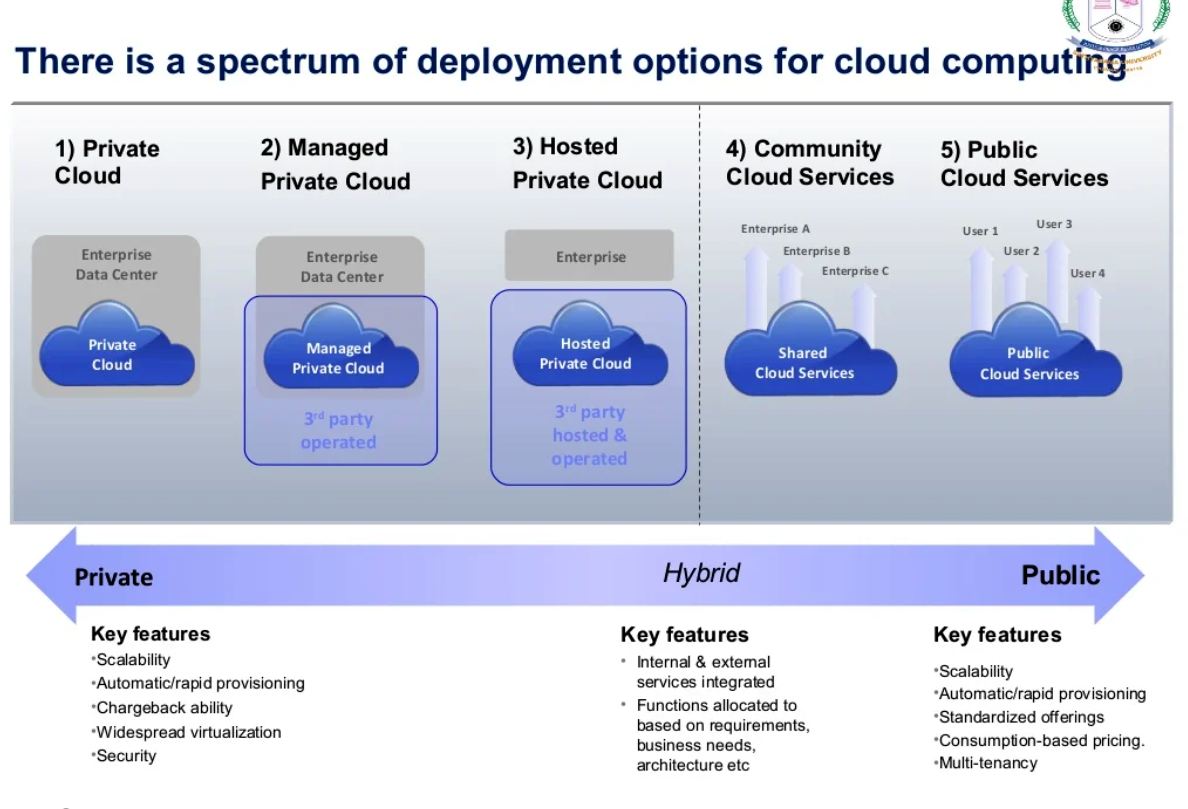 There is a spectrum of deployment options for cloud computing
1) Private
Cloud
2) Managed
Private Cloud
3) Hosted
Private Cloud
4) Community
Cloud Services
5) Public
Cloud Services
Enterprise
Data Center
Private
Cloud
Enterprise
Data Center
Managed
Private Cloud
3rd party
operated
Enterprise
Hosted
Private Cloud
3rd party
hosted &
operated
Enterprise A
Enterprise B
Enterprise C
Shared
Cloud Services
User 1
User 2
User 3
User 4
Public
Cloud Services
Private
Hybrid
Public
Key features
•Scalability
•Automatic/rapid provisioning
•Chargeback ability
•Widespread virtualization
•Security
Key features
• Internal & external
services integrated
• Functions allocated to
based on requirements,
business needs,
architecture etc
Key features
•Scalability
•Automatic/rapid provisioning
•Standardized offerings
•Consumption-based pricing.
•Multi-tenancy